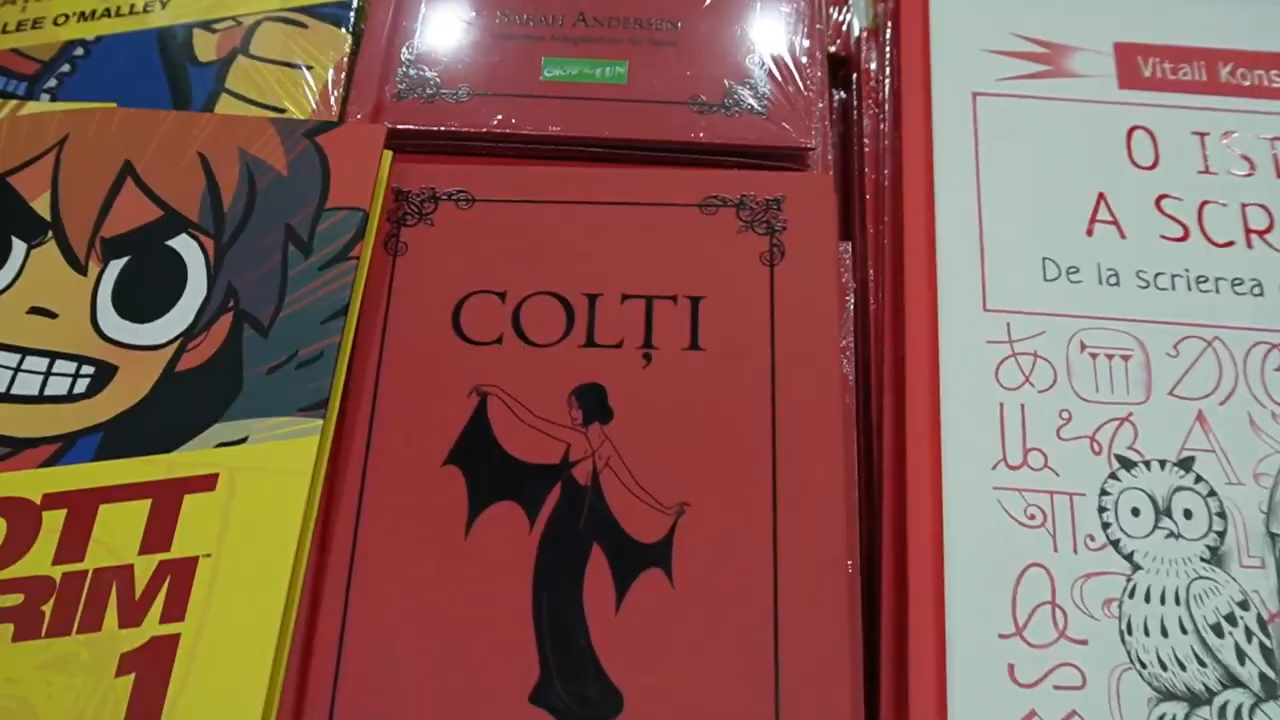 LEE O'MALLEY
OTT
RIM
1
SARAH ANDERSEN
COLȚI
Vitali Kons
O IST
A SCR
De la scrierea